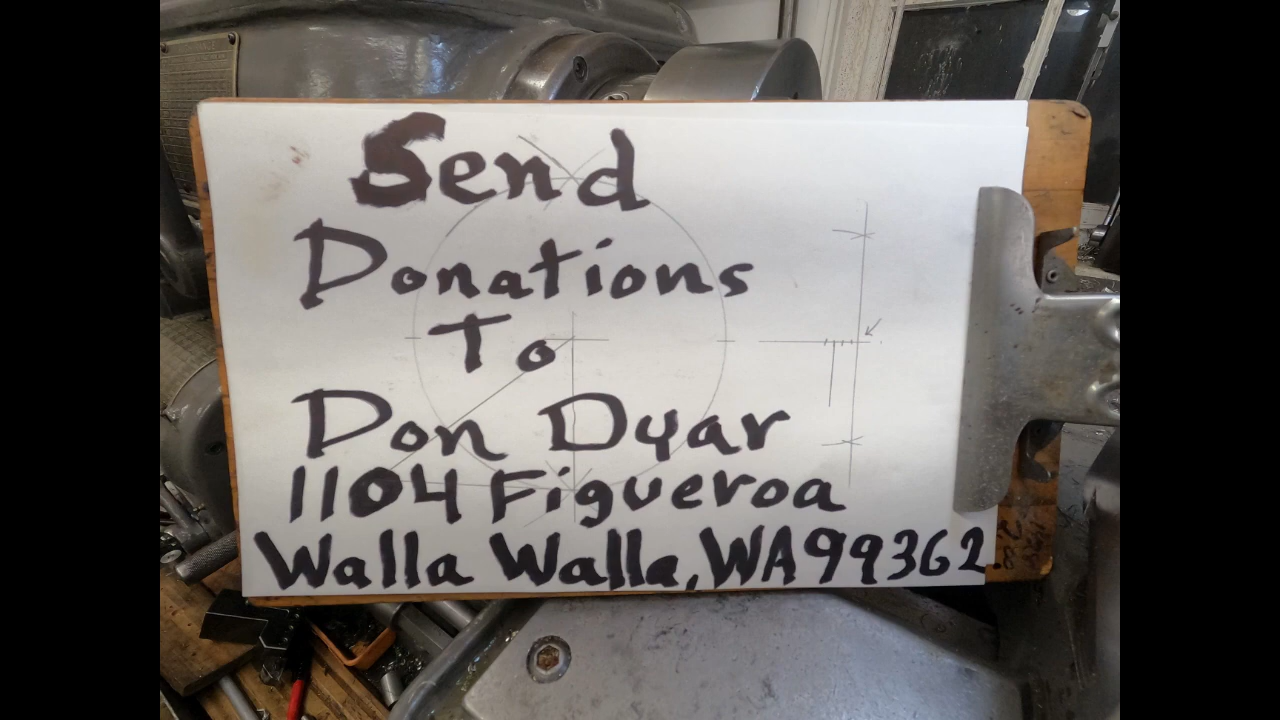 Send
Donations
To
Don Dyar
1104 Figueroa
Walla Walla, WA 99362.